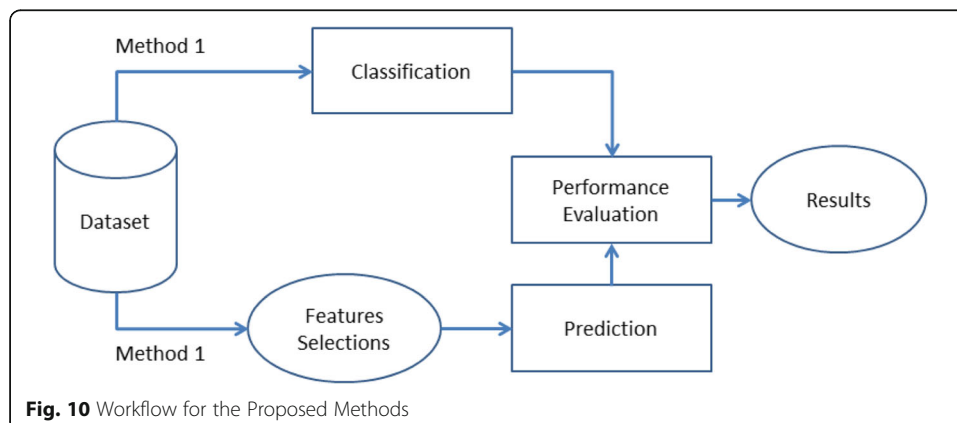 Method 1
Classification
Dataset
Performance
Evaluation
Results
Features
Selections
Prediction
Method 1
Fig. 10 Workflow for the Proposed Methods